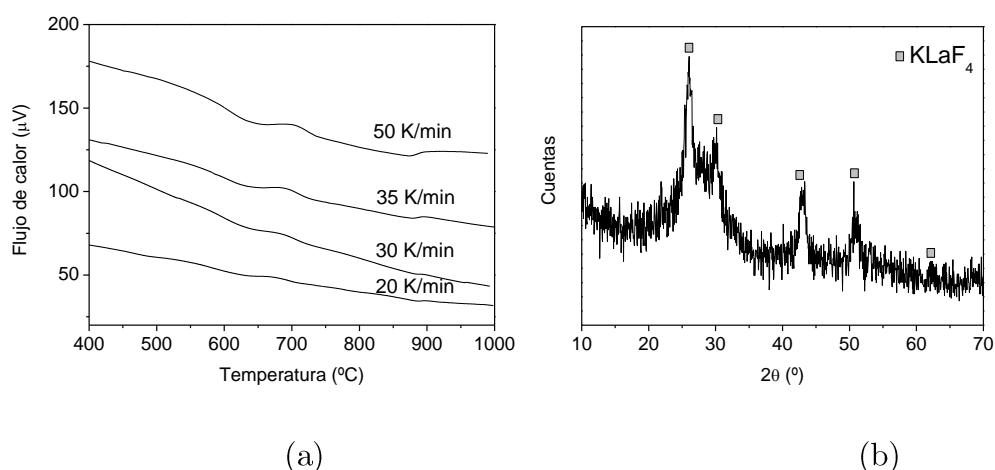 200
150
100
50
Flujo de calor (μV)
50 K/min
35 K/min
30 K/min
20 K/min
400 500 600 700 800 900 1000
Temperatura (ºC)
(a)
KLaF4
Cuentas
10 20 30 40 50 60 70
2θ (º)
(b)